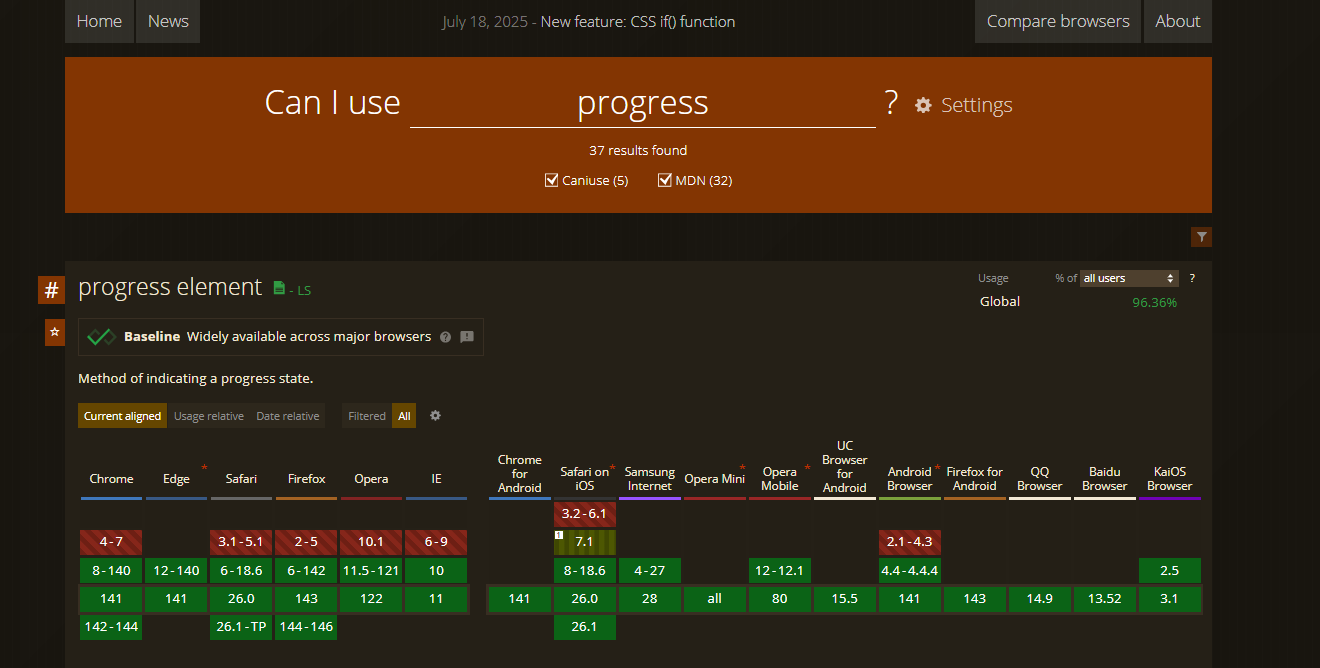 Home News July 18, 2025 - New feature: CSS if() function Compare browsers About
Can I use progress ? Settings
37 results found
Caniuse (5) MDN (32)
# progress element - LS
Usage % of all users ?
Global 96.36%
Baseline Widely available across major browsers
Method of indicating a progress state.
Current aligned Usage relative Date relative Filtered All
Chrome Edge * Safari Firefox Opera IE Chrome for Android Safari on iOS * Samsung Internet Opera Mini * Opera Mobile * UC Browser for Android Android Browser * Firefox for Android QQ Browser Baidu Browser KaiOS Browser
3.2-6.1
4-7 3.1-5.1 2-5 10.1 6-9 1 7.1 2.1-4.3
8-140 12-140 6-18.6 6-142 11.5-121 10 8-18.6 4-27 12-12.1 4.4-4.4.4 2.5
141 141 26.0 143 122 11 141 26.0 28 all 80 15.5 141 143 14.9 13.52 3.1
142-144 26.1-TP 144-146 26.1